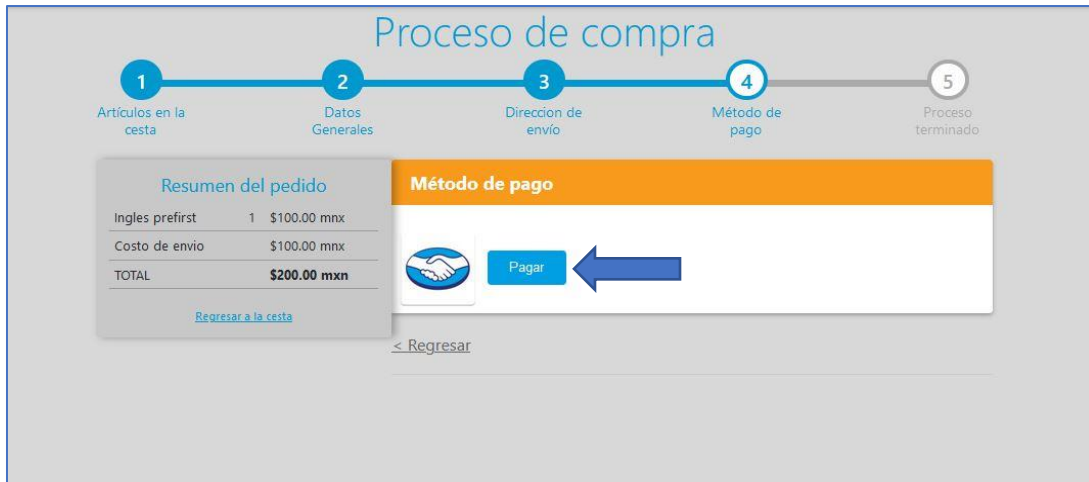 Proceso de compra
1
2
3
4
5
Artículos en la
cesta
Datos
Generales
Direccion de
envío
Método de
pago
Proceso
terminado
Resumen del pedido
Ingles prefirst 1 $100.00 mnx
Costo de envio $100.00 mnx
TOTAL $200.00 mxn
Regresar a la cesta
Método de pago
Pagar
< Regresar